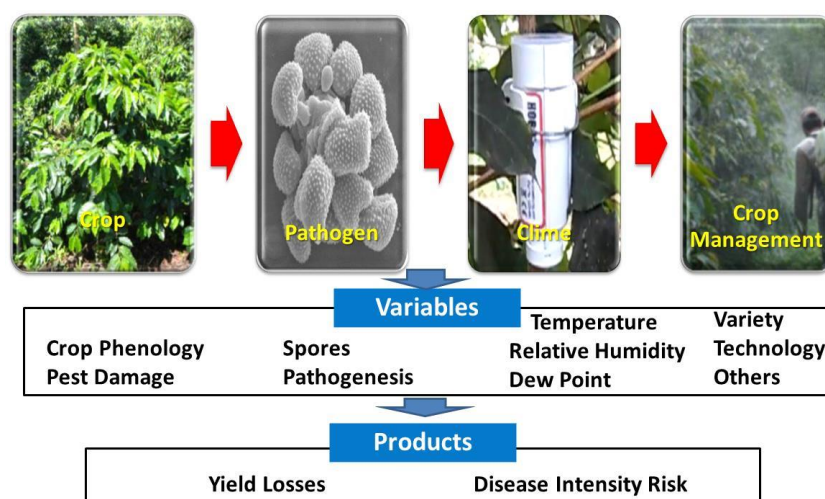 Crop
Pathogen
Clime
Crop
Management
Variables
Crop Phenology
Pest Damage
Spores
Pathogenesis
Temperature
Relative Humidity
Dew Point
Variety
Technology
Others
Products
Yield Losses
Disease Intensity Risk